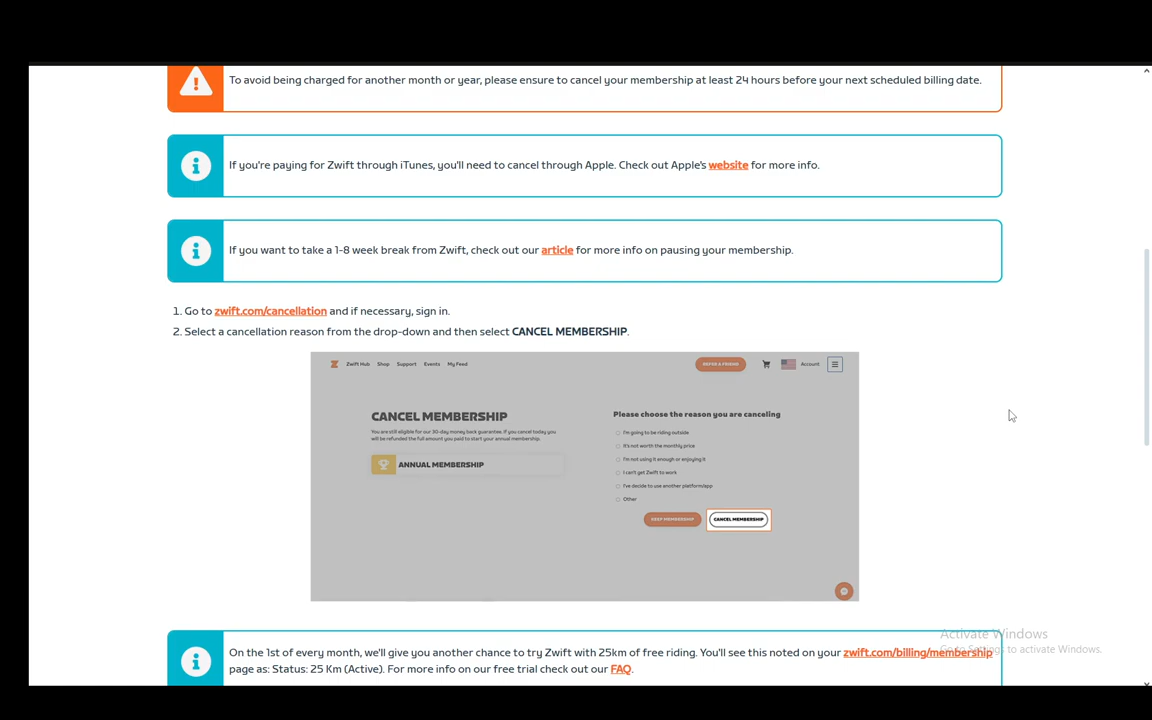 To avoid being charged for another month or year, please ensure to cancel your membership at least 24 hours before your next scheduled billing date.
If you're paying for Zwift through iTunes, you'll need to cancel through Apple. Check out Apple's website for more info.
If you want to take a 1-8 week break from Zwift, check out our article for more info on pausing your membership.
1. Go to zwift.com/cancellation and if necessary, sign in.
2. Select a cancellation reason from the drop-down and then select CANCEL MEMBERSHIP.
Zwift Hub Shop Support Events My Feed REFER A FRIEND Account
CANCEL MEMBERSHIP
You are still eligible for our 30-day money back guarantee. If you cancel today you
will be refunded the full amount you paid to start your annual membership.
ANNUAL MEMBERSHIP
Please choose the reason you are canceling
I'm going to be riding outside
It's not worth the monthly price
I'm not using it enough or enjoying it
I can't get Zwift to work
I've decide to use another platform/app
Other
KEEP MEMBERSHIP CANCEL MEMBERSHIP
On the 1st of every month, we'll give you another chance to try Zwift with 25km of free riding. You'll see this noted on your zwift.com/billing/membership
page as: Status: 25 Km (Active). For more info on our free trial check out our FAQ.
Activate Windows
Go to Settings to activate Windows.